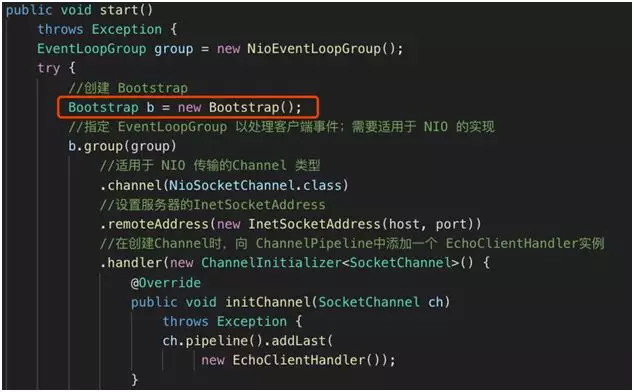 public void start()
throws Exception {
EventLoopGroup group = new NioEventLoopGroup();
try {
//创建 Bootstrap
Bootstrap b = new Bootstrap();
//指定 EventLoopGroup 以处理客户端事件；需要适用于 NIO 的实现
b.group(group)
//适用于 NIO 传输的Channel 类型
.channel(NioSocketChannel.class)
//设置服务器的InetSocketAddress
.remoteAddress(new InetSocketAddress(host, port))
//在创建Channel时，向 ChannelPipeline中添加一个 EchoClientHandler实例
.handler(new ChannelInitializer<SocketChannel>() {
@Override
public void initChannel(SocketChannel ch)
throws Exception {
ch.pipeline().addLast(
new EchoClientHandler());
}